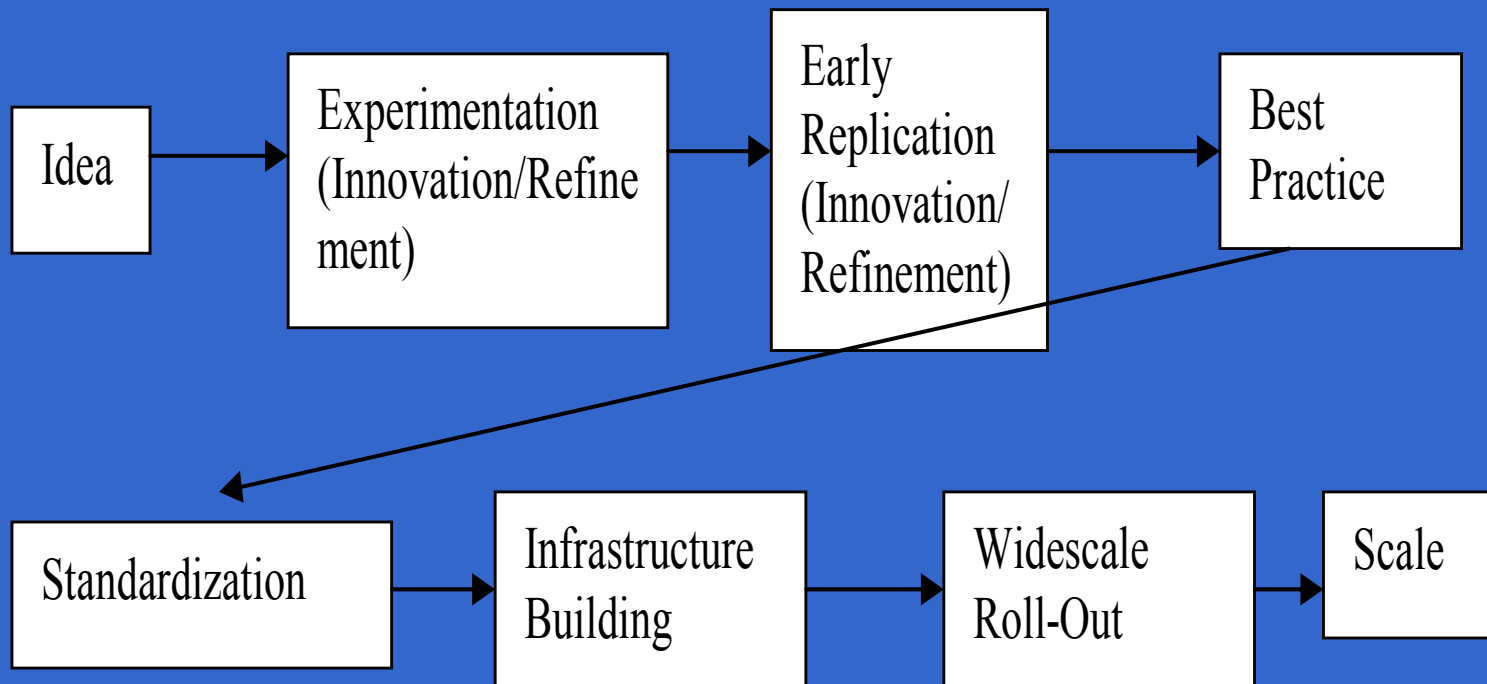 Idea
Experimentation
(Innovation/Refine
ment)
Early
Replication
(Innovation/
Refinement)
Best
Practice
Standardization
Infrastructure
Building
Widescale
Roll-Out
Scale